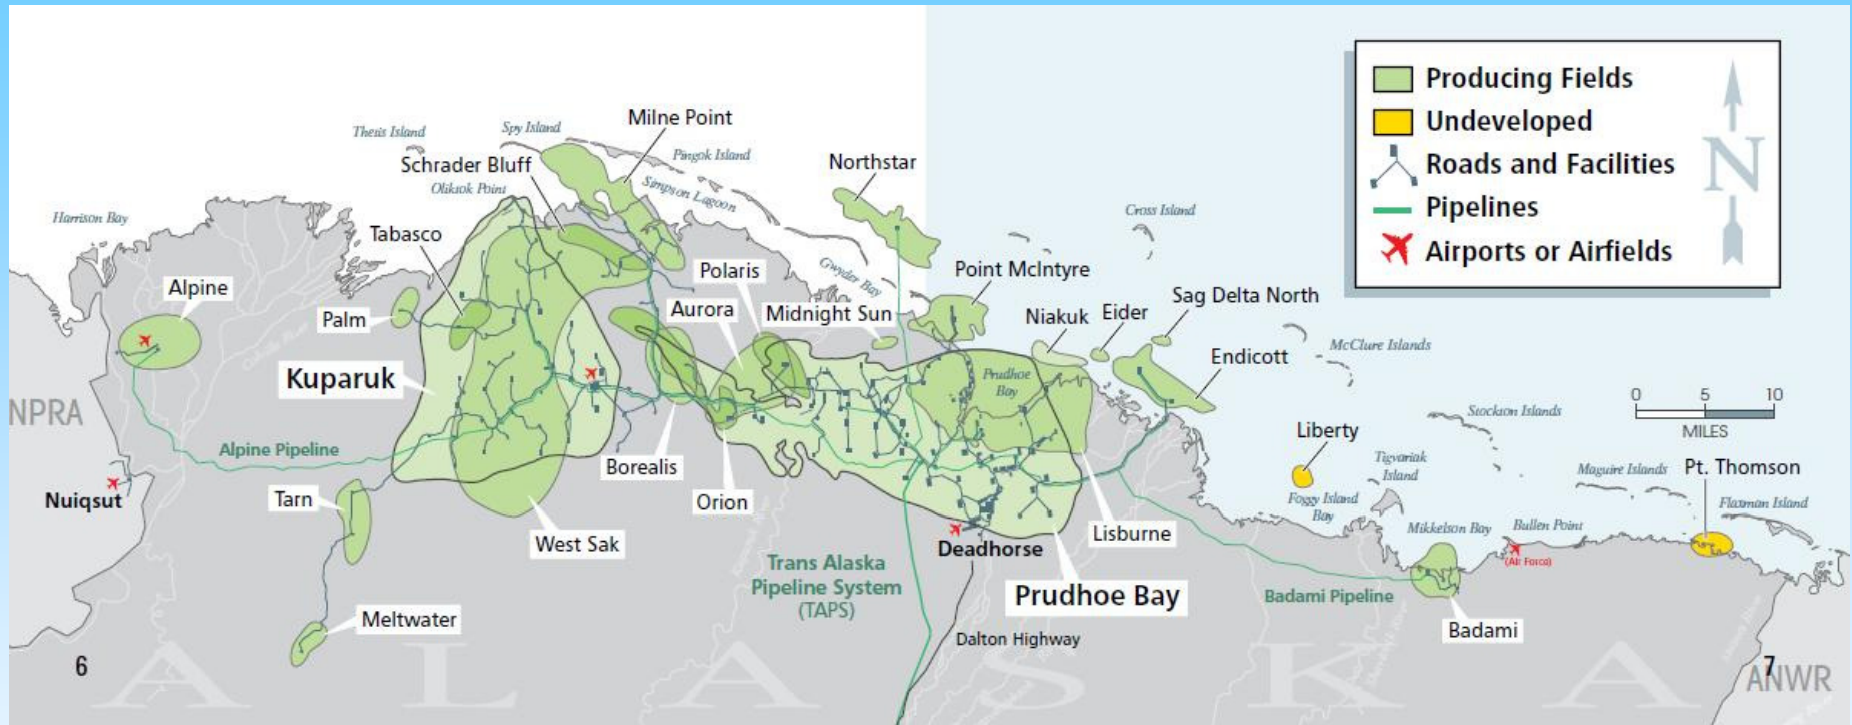 Producing Fields
Undeveloped
Roads and Facilities
Pipelines
Airports or Airfields
N
Milne Point
Thesis Island
Spy Island
Schrader Bluff
Pingok Island
Northstar
Oliktok Point
Simpson Lagoon
Harrison Bay
Cross Island
Tabasco
Alpine
Polaris
Gwyder Bay
Point McIntyre
Palm
Aurora
Midnight Sun
Niakuk
Eider
Sag Delta North
Endicott
McClure Islands
Kuparuk
Prudhoe
Bay
0 5 10
MILES
NPRA
Stockton Islands
Alpine Pipeline
Liberty
Borealis
Tigvariak
Island
Maguire Islands
Pt. Thomson
Nuiqsut
Tarn
Orion
Foggy Island
Bay
Flaxman Island
West Sak
Lisburne
Mikkelson Bay
Bullen Point
Deadhorse
(Air Force)
Trans Alaska
Pipeline System
(TAPS)
Prudhoe Bay
Badami Pipeline
Meltwater
Badami
Dalton Highway
6
ALASKA
7
ANWR